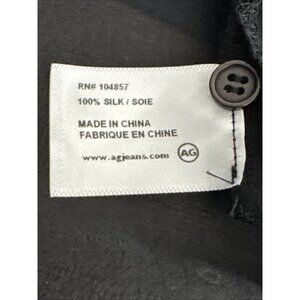 RN# 104857
100% SILK / SOIE
MADE IN CHINA
FABRIQUE EN CHINE
www.agjeans.com AG